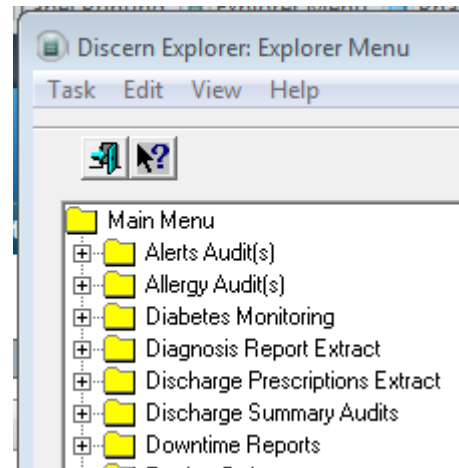 Discern Explorer: Explorer Menu
Task Edit View Help
Main Menu
Alerts Audit(s)
Allergy Audit(s)
Diabetes Monitoring
Diagnosis Report Extract
Discharge Prescriptions Extract
Discharge Summary Audits
Downtime Reports